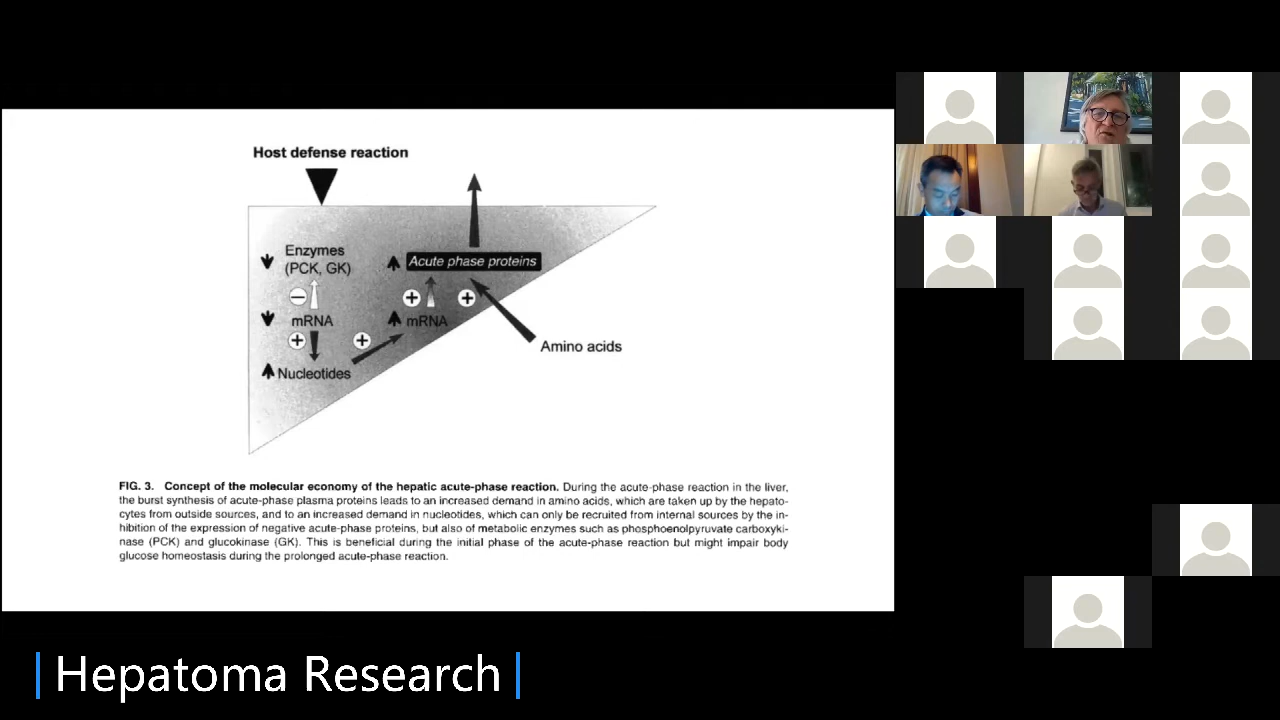 Host defense reaction
Enzymes
(PCK, GK)
Acute phase proteins
mRNA
mRNA
Amino acids
Nucleotides
FIG. 3. Concept of the molecular economy of the hepatic acute-phase reaction. During the acute-phase reaction in the liver,
the burst synthesis of acute-phase plasma proteins leads to an increased demand in amino acids, which are taken up by the hepato-
cytes from outside sources, and to an increased demand in nucleotides, which can only be recruited from internal sources by the in-
hibition of the expression of negative acute-phase proteins, but also of metabolic enzymes such as phosphoenolpyruvate carboxyki-
nase (PCK) and glucokinase (GK). This is beneficial during the initial phase of the acute-phase reaction but might impair body
glucose homeostasis during the prolonged acute-phase reaction.
Hepatoma Research